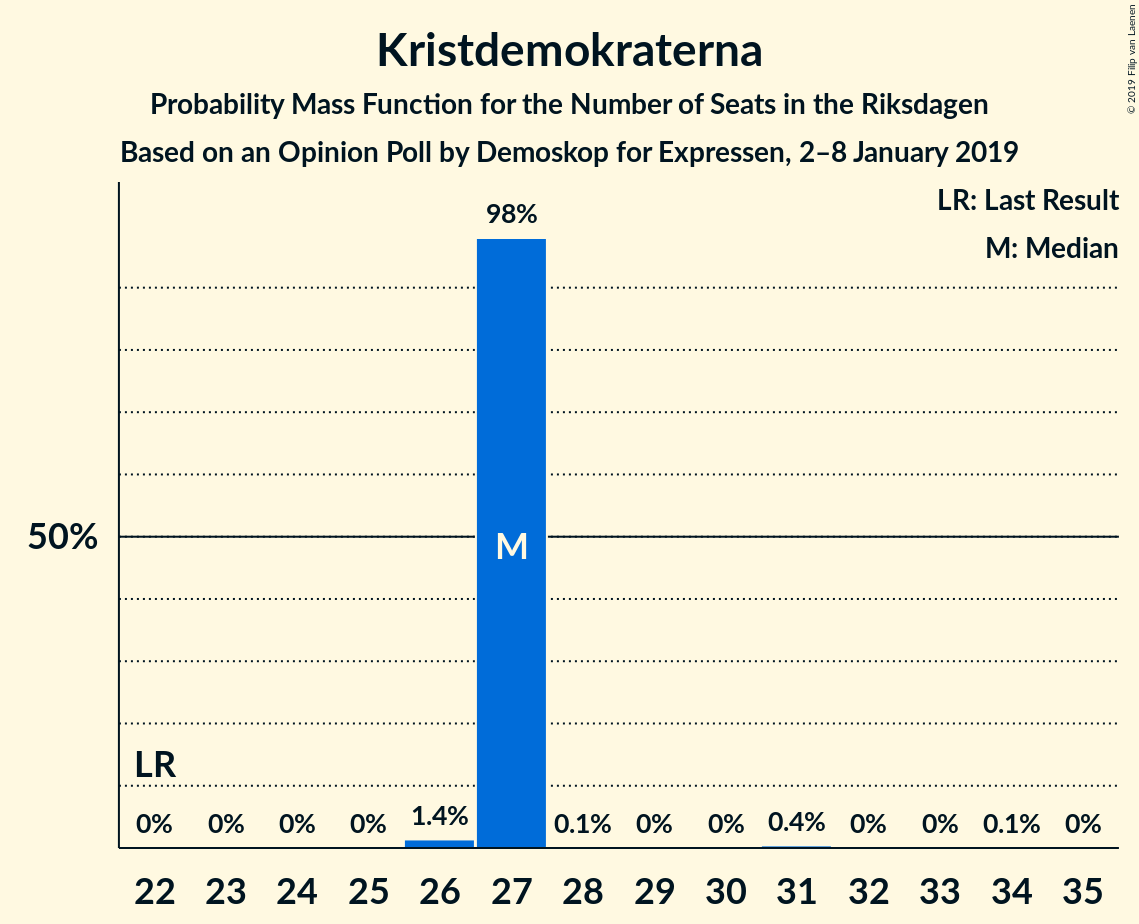 Kristdemokraterna
Probability Mass Function for the Number of Seats in the Riksdagen
Based on an Opinion Poll by Demoskop for Expressen, 2–8 January 2019
© 2019 Filip van Laenen
LR: Last Result
M: Median
98%
50%
M
LR
0% 0% 0% 0% 1.4% 0.1% 0% 0% 0.4% 0% 0% 0.1% 0%
22 23 24 25 26 27 28 29 30 31 32 33 34 35